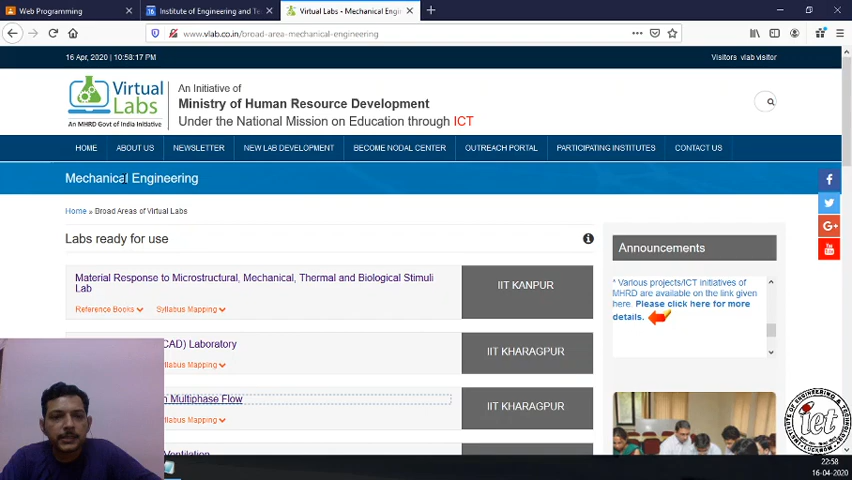 Web Programming
Institute of Engineering and Te
Virtual Labs - Mechanical Engi
www.vlab.co.in/broad-area-mechanical-engineering
16 Apr, 2020 | 10:58:17 PM
Visitors vlab visitor
Virtual
Labs
An MHRD Govt of India Initiative
An Initiative of
Ministry of Human Resource Development
Under the National Mission on Education through ICT
HOME
ABOUT US
NEWSLETTER
NEW LAB DEVELOPMENT
BECOME NODAL CENTER
OUTREACH PORTAL
PARTICIPATING INSTITUTES
CONTACT US
Mechanical Engineering
Home » Broad Areas of Virtual Labs
Labs ready for use
Material Response to Microstructural, Mechanical, Thermal and Biological Stimuli
Lab
Reference Books
Syllabus Mapping
IIT KANPUR
CAD) Laboratory
yllabus Mapping
IIT KHARAGPUR
n Multiphase Flow
yllabus Mapping
IIT KHARAGPUR
Ventilation
Announcements
* Various projects/ICT initiatives of
MHRD are available on the link given
here. Please click here for more
details.
iet
22:58
16-04-2020